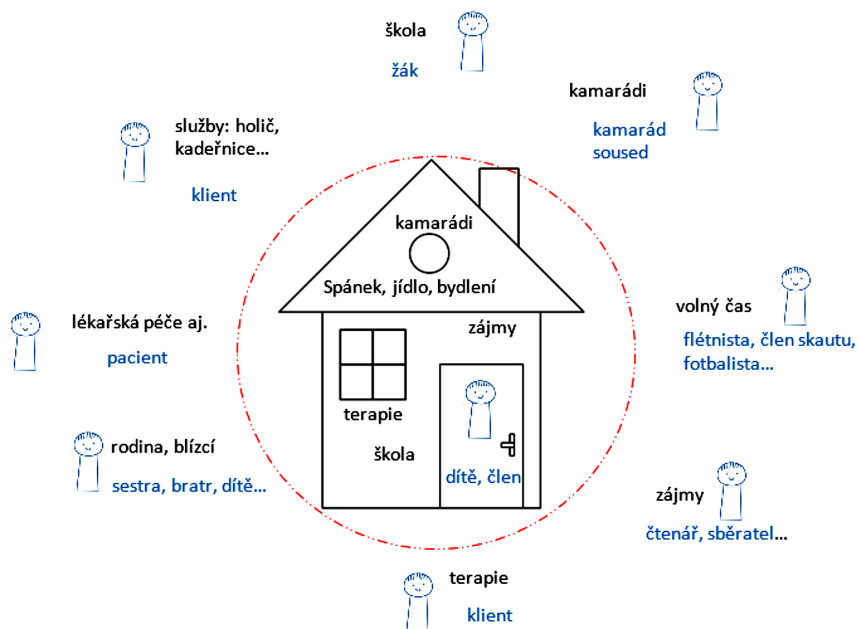 škola
žák
kamarádi
kamarád
soused
služby: holič,
kadeřnice...
klient
kamarádi
Spánek, jídlo, bydlení
zájmy
terapie
škola
dítě, člen
volný čas
flétnista, člen skautu,
fotbalista...
lékařská péče aj.
pacient
rodina, blízcí
sestra, bratr, dítě...
zájmy
čtenář, sběratel...
terapie
klient